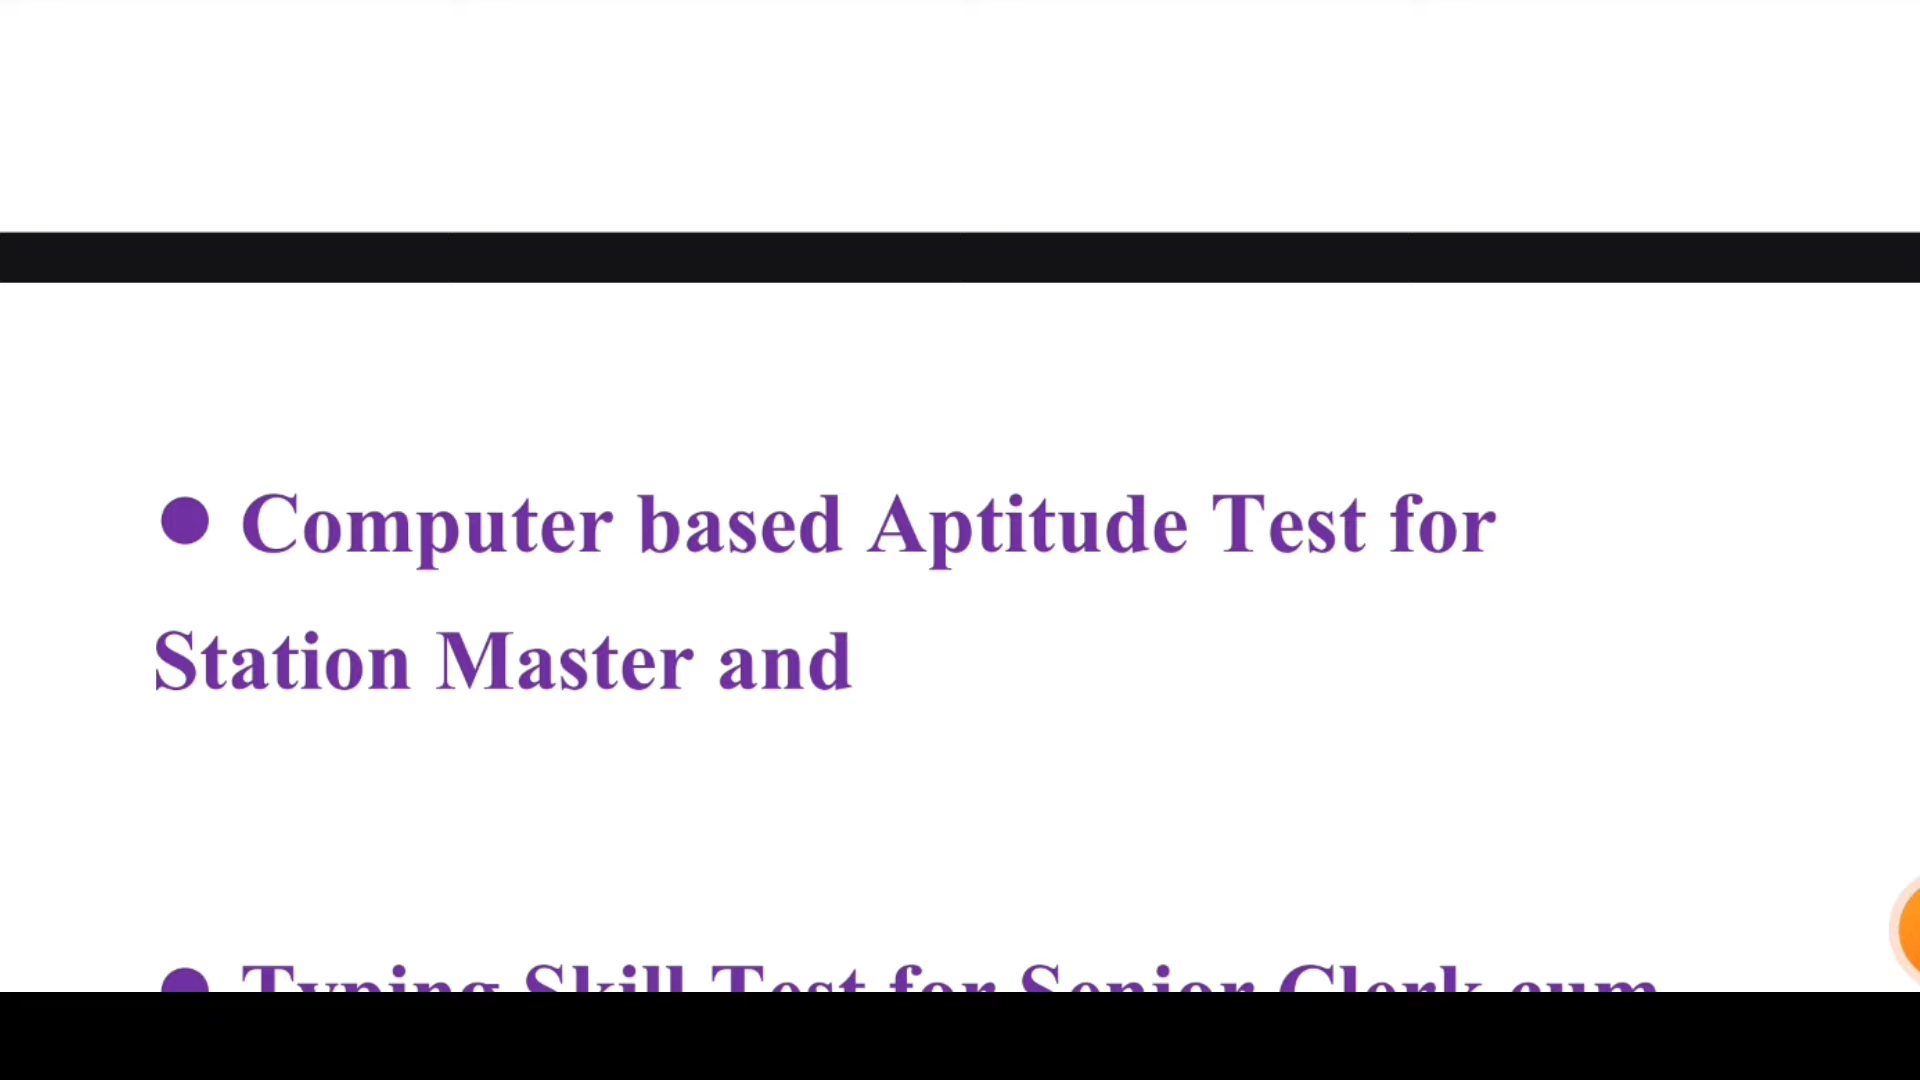 ● Computer based Aptitude Test for
Station Master and
● Typing Skill Test for Senior Clerk cum